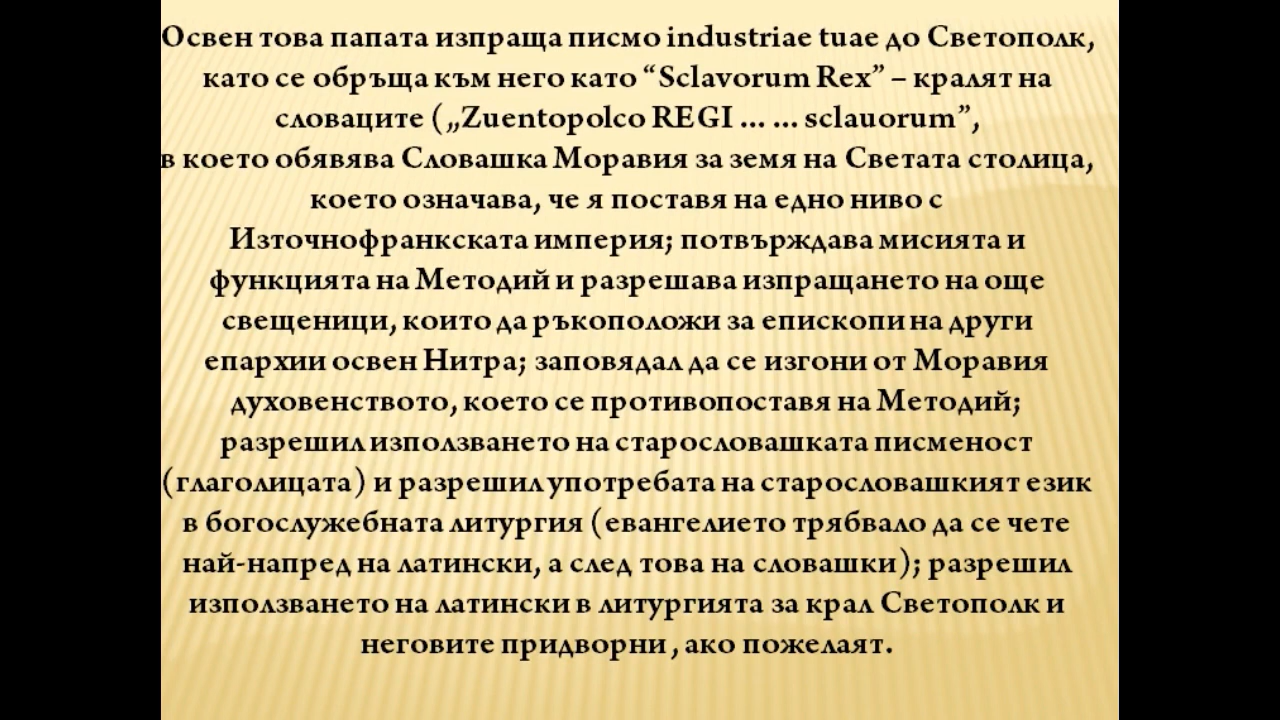 Освен това папата изпраща писмо industriae tuae до Светополк,
като се обръща към него като “Sclavorum Rex” – кралят на
словаците („Zuentopolco REGI ... ... sclauorum”,
в което обявява Словашка Моравия за земя на Светата столица,
което означава, че я поставя на едно ниво с
Източнофранкската империя; потвърждава мисията и
функцията на Методий и разрешава изпращането на още
свещеници, които да ръкоположи за епископи на други
епархии освен Нитра; заповядал да се изгони от Моравия
духовенството, което се противопоставя на Методий;
разрешил използването на старословашката писменост
(глаголицата) и разрешил употребата на старословашкият език
в богослужебната литургия (евангелието трябвало да се чете
най-напред на латински, а след това на словашки); разрешил
използването на латински в литургията за крал Светополк и
неговите придворни , ако пожелаят.